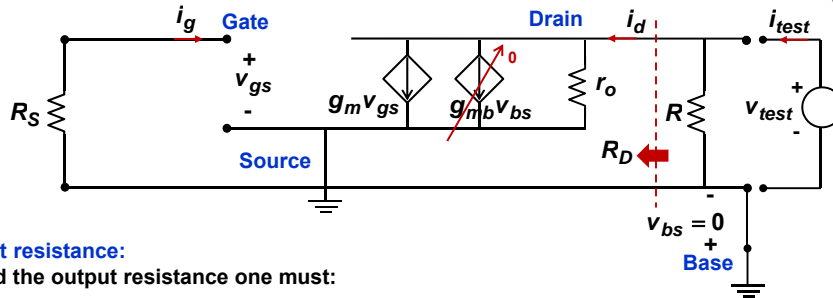 i_g Gate Drain i_d i_test
+ v_gs -
0
g_m v_gs g_mb v_bs r_o R
+ v_test -
R_S
R_D
Source
-
v_bs = 0
+
Base
t resistance:
d the output resistance one must: